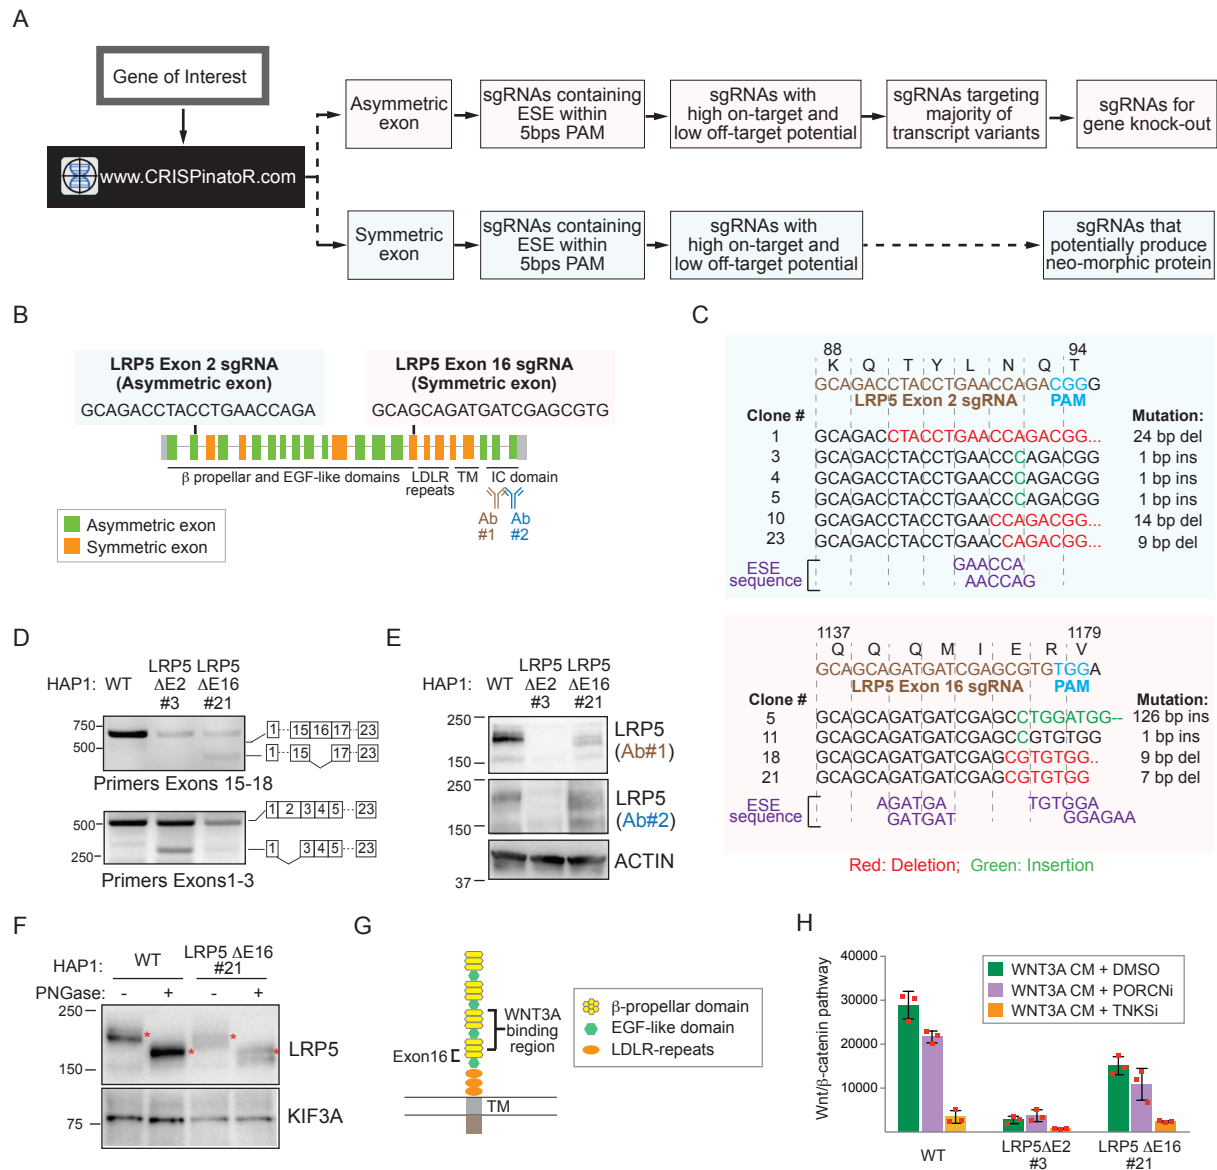 A
Gene of Interest
www.CRISPinatoR.com
Asymmetric
exon
sgRNAs containing
ESE within
5bps PAM
sgRNAs with
high on-target and
low off-target potential
sgRNAs targeting
majority of
transcript variants
sgRNAs for
gene knock-out
Symmetric
exon
sgRNAs containing
ESE within
5bps PAM
sgRNAs with
high on-target and
low off-target potential
sgRNAs that
potentially produce
neo-morphic protein
B
LRP5 Exon 2 sgRNA
(Asymmetric exon)
GCAGACCTACCTGAACCAGA
LRP5 Exon 16 sgRNA
(Symmetric exon)
GCAGCAGATGATCGAGCGTG
β propellar and EGF-like domains
LDLR
repeats
TM
IC domain
Ab
#1
Ab
#2
Asymmetric exon
Symmetric exon
C
88 94
K Q T Y L N Q T
GCAGACCTACCTGAACCAGACGGG
LRP5 Exon 2 sgRNA PAM
Clone # Mutation:
1 GCAGACCTACCTGAACCAGACGG... 24 bp del
3 GCAGACCTACCTGAACCCAGACGG 1 bp ins
4 GCAGACCTACCTGAACCCAGACGG 1 bp ins
5 GCAGACCTACCTGAACCCAGACGG 1 bp ins
10 GCAGACCTACCTGAACCAGACGG... 14 bp del
23 GCAGACCTACCTGAACCAGACGG... 9 bp del
ESE
sequence
GAACCA
AACCAG
1137 1179
Q Q Q M I E R V
GCAGCAGATGATCGAGCGTGTGGA
LRP5 Exon 16 sgRNA PAM
Clone # Mutation:
5 GCAGCAGATGATCGAGCCTGGATGG-- 126 bp ins
11 GCAGCAGATGATCGAGCCGTGTGG 1 bp ins
18 GCAGCAGATGATCGAGCGTGTGG.. 9 bp del
21 GCAGCAGATGATCGAGCGTGTGG 7 bp del
ESE
sequence
AGATGA TGTGGA
GATGAT GGAGAA
Red: Deletion; Green: Insertion
D
HAP1: WT
LRP5
ΔE2
#3
LRP5
ΔE16
#21
750
500
1 15 16 17 23
1 15 17 23
Primers Exons 15-18
500
250
1 2 3 4 5 23
1 3 4 5 23
Primers Exons1-3
E
HAP1: WT
LRP5
ΔE2
#3
LRP5
ΔE16
#21
250
150
LRP5
(Ab#1)
250
150
LRP5
(Ab#2)
37
ACTIN
F
HAP1: WT
LRP5 ΔE16
#21
PNGase: - + - +
250
150
* * * *
LRP5
75
KIF3A
G
WNT3A
binding
region
Exon16
TM
β-propellar domain
EGF-like domain
LDLR-repeats
H
Wnt/β-catenin pathway
40000
30000
20000
10000
WNT3A CM + DMSO
WNT3A CM + PORCNi
WNT3A CM + TNKSi
WT
LRP5ΔE2
#3
LRP5 ΔE16
#21